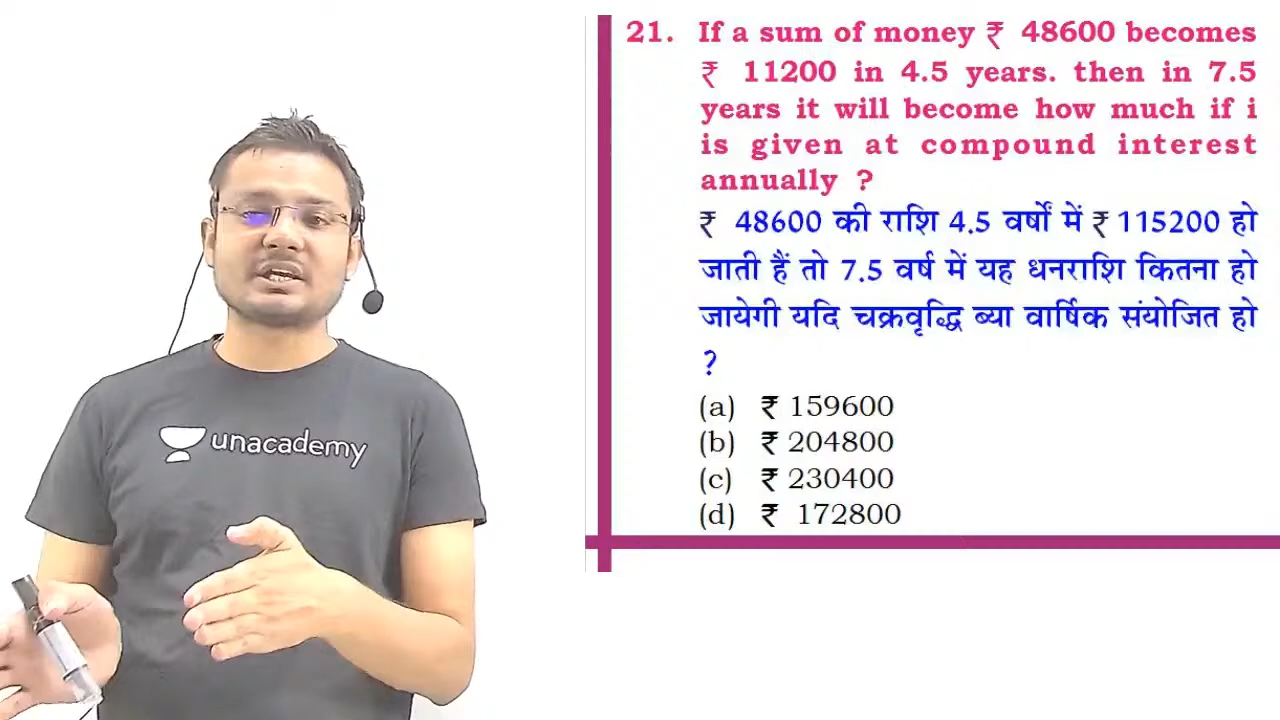 unacademy
21. If a sum of money ₹ 48600 becomes
₹ 11200 in 4.5 years. then in 7.5
years it will become how much if i
is given at compound interest
annually ?
₹ 48600 की राशि 4.5 वर्षों में ₹ 115200 हो
जाती हैं तो 7.5 वर्ष में यह धनराशि कितना हो
जायेगी यदि चक्रवृद्धि ब्या वार्षिक संयोजित हो
?
(a) ₹ 159600
(b) ₹ 204800
(c) ₹ 230400
(d) ₹ 172800